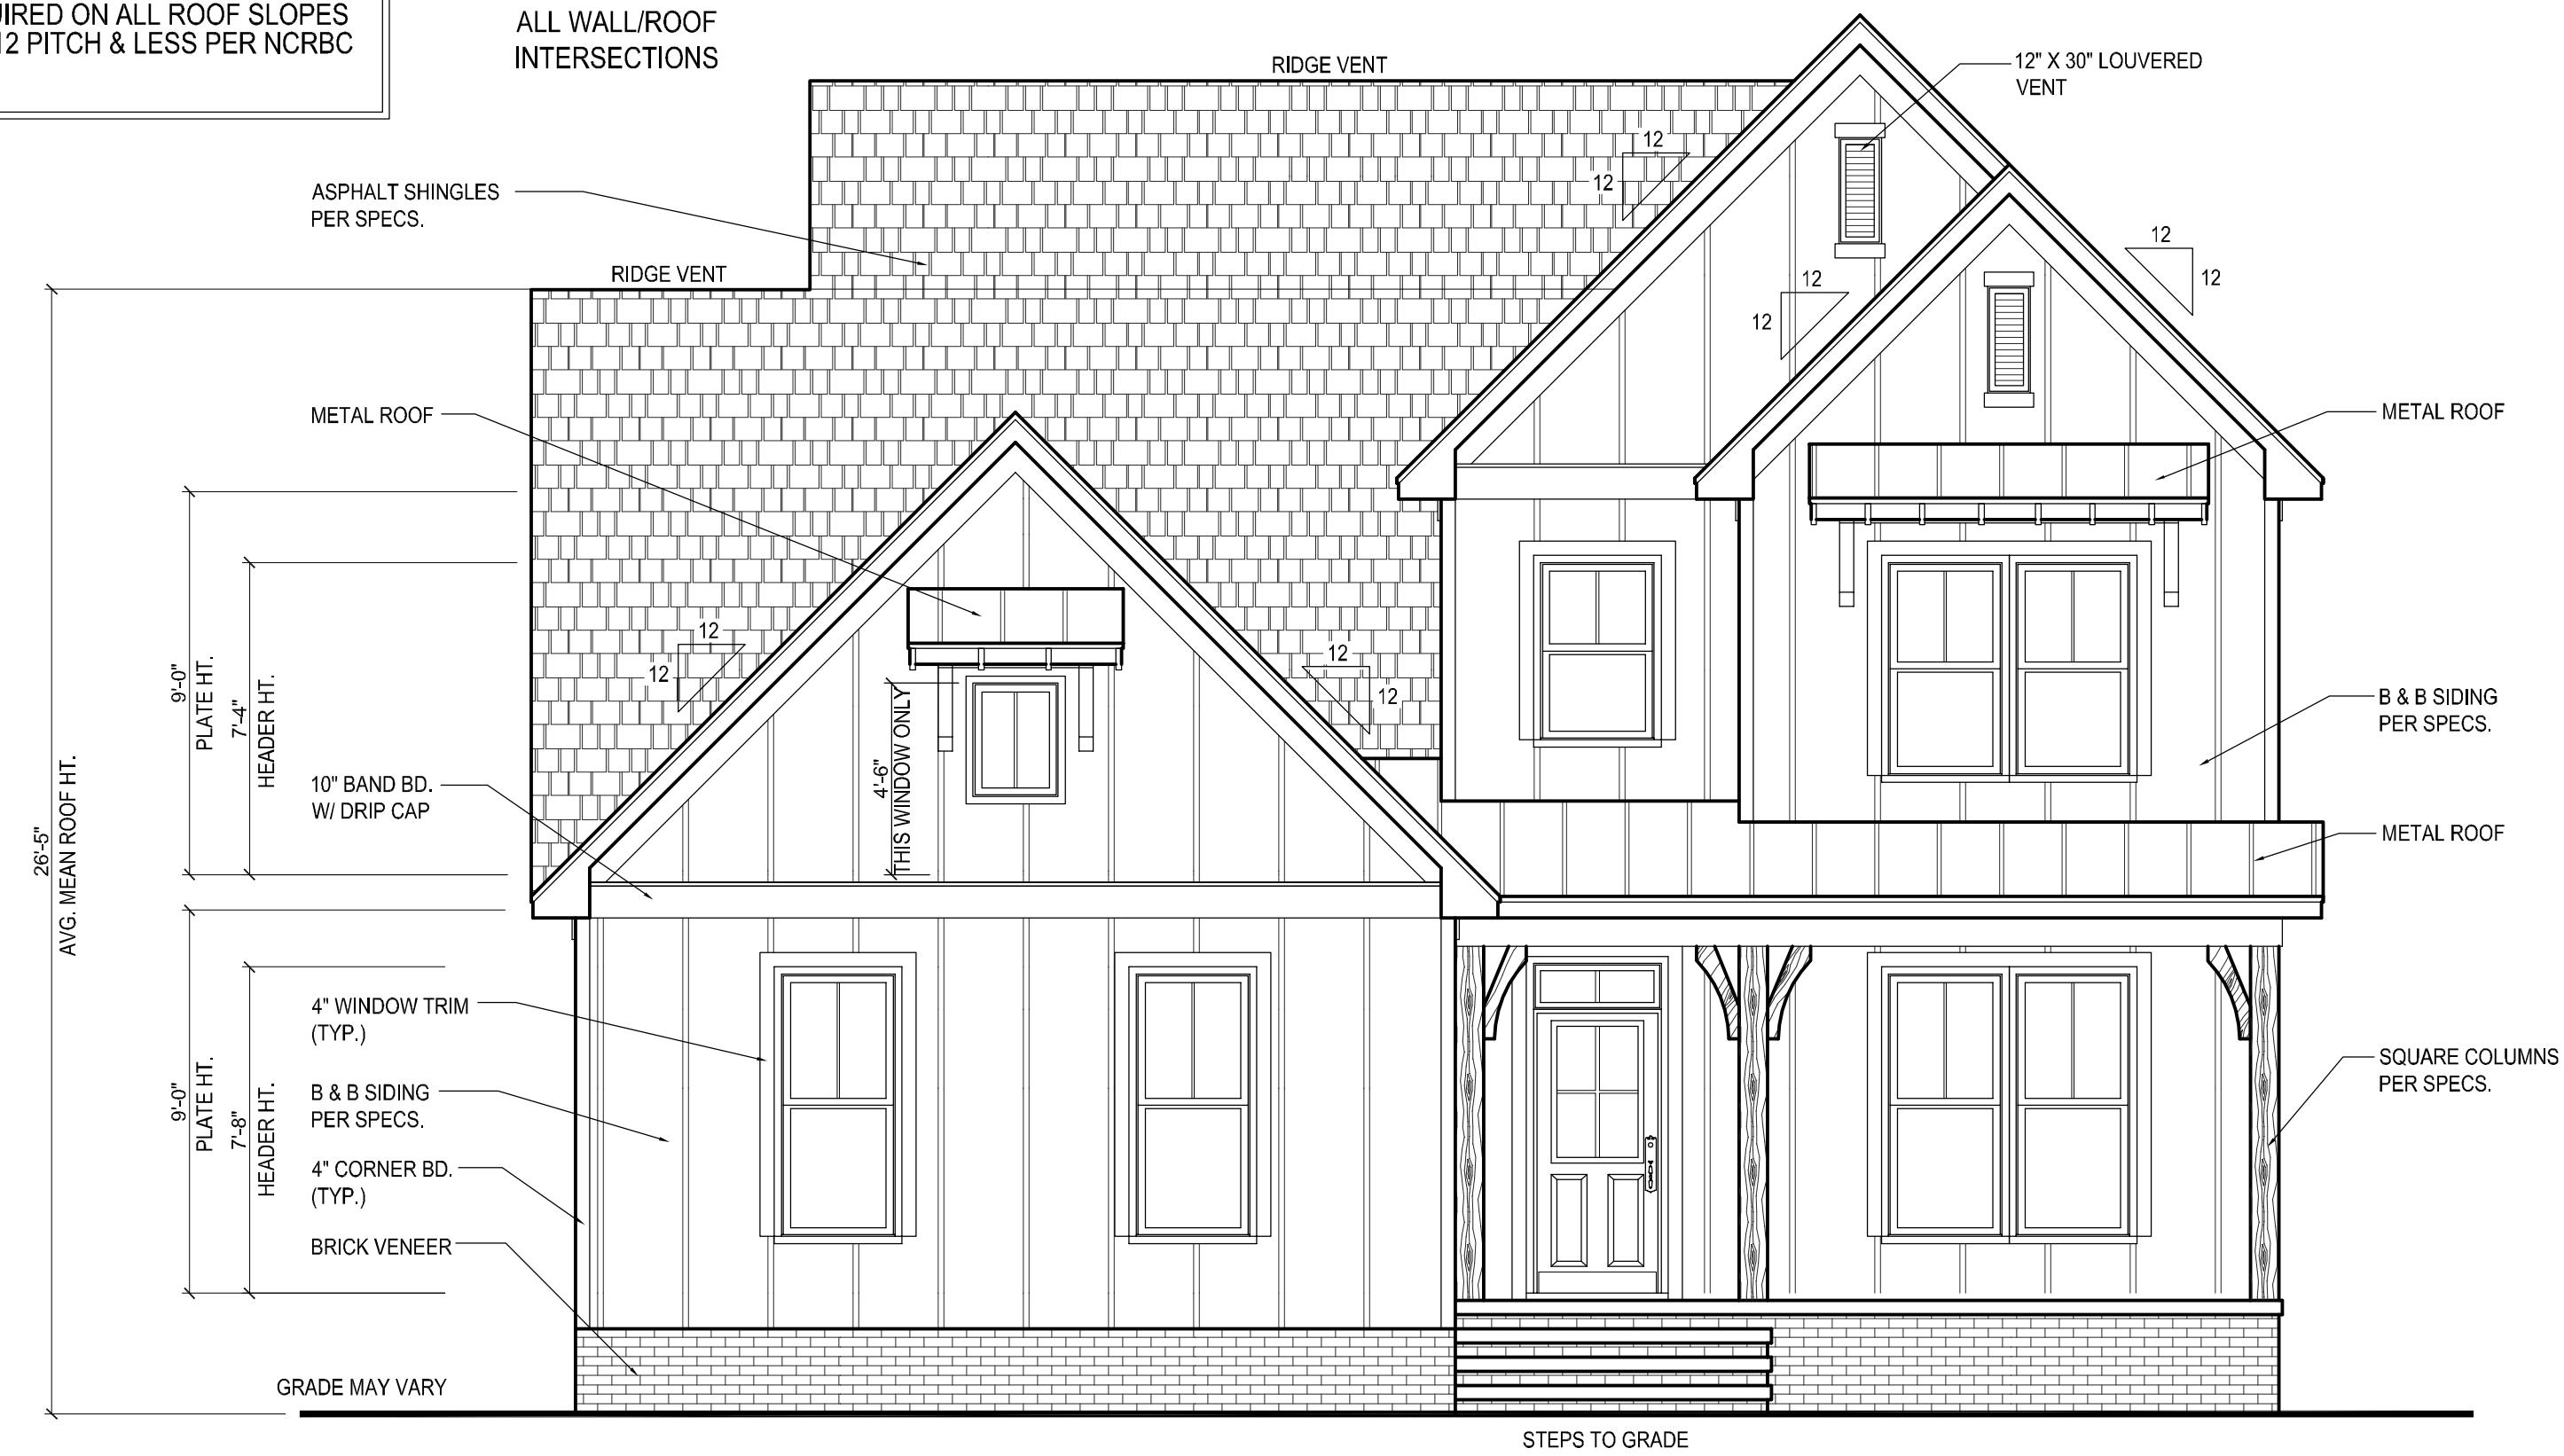 ALL ROOF SLOPES
12 PITCH & LESS PER NCRBC
ALL WALL/ROOF
INTERSECTIONS
RIDGE VENT
12" X 30" LOUVERED
VENT
12
12
ASPHALT SHINGLES
PER SPECS.
12
12
RIDGE VENT
12
12
METAL ROOF
METAL ROOF
9'-0"
PLATE HT.
7'-4"
HEADER HT.
12
12
12
12
4'-6"
THIS WINDOW ONLY
B & B SIDING
PER SPECS.
10" BAND BD.
W/ DRIP CAP
METAL ROOF
26'-5"
AVG. MEAN ROOF HT.
4" WINDOW TRIM
(TYP.)
9'-0"
PLATE HT.
7'-8"
HEADER HT.
SQUARE COLUMNS
PER SPECS.
B & B SIDING
PER SPECS.
4" CORNER BD.
(TYP.)
BRICK VENEER
GRADE MAY VARY
STEPS TO GRADE